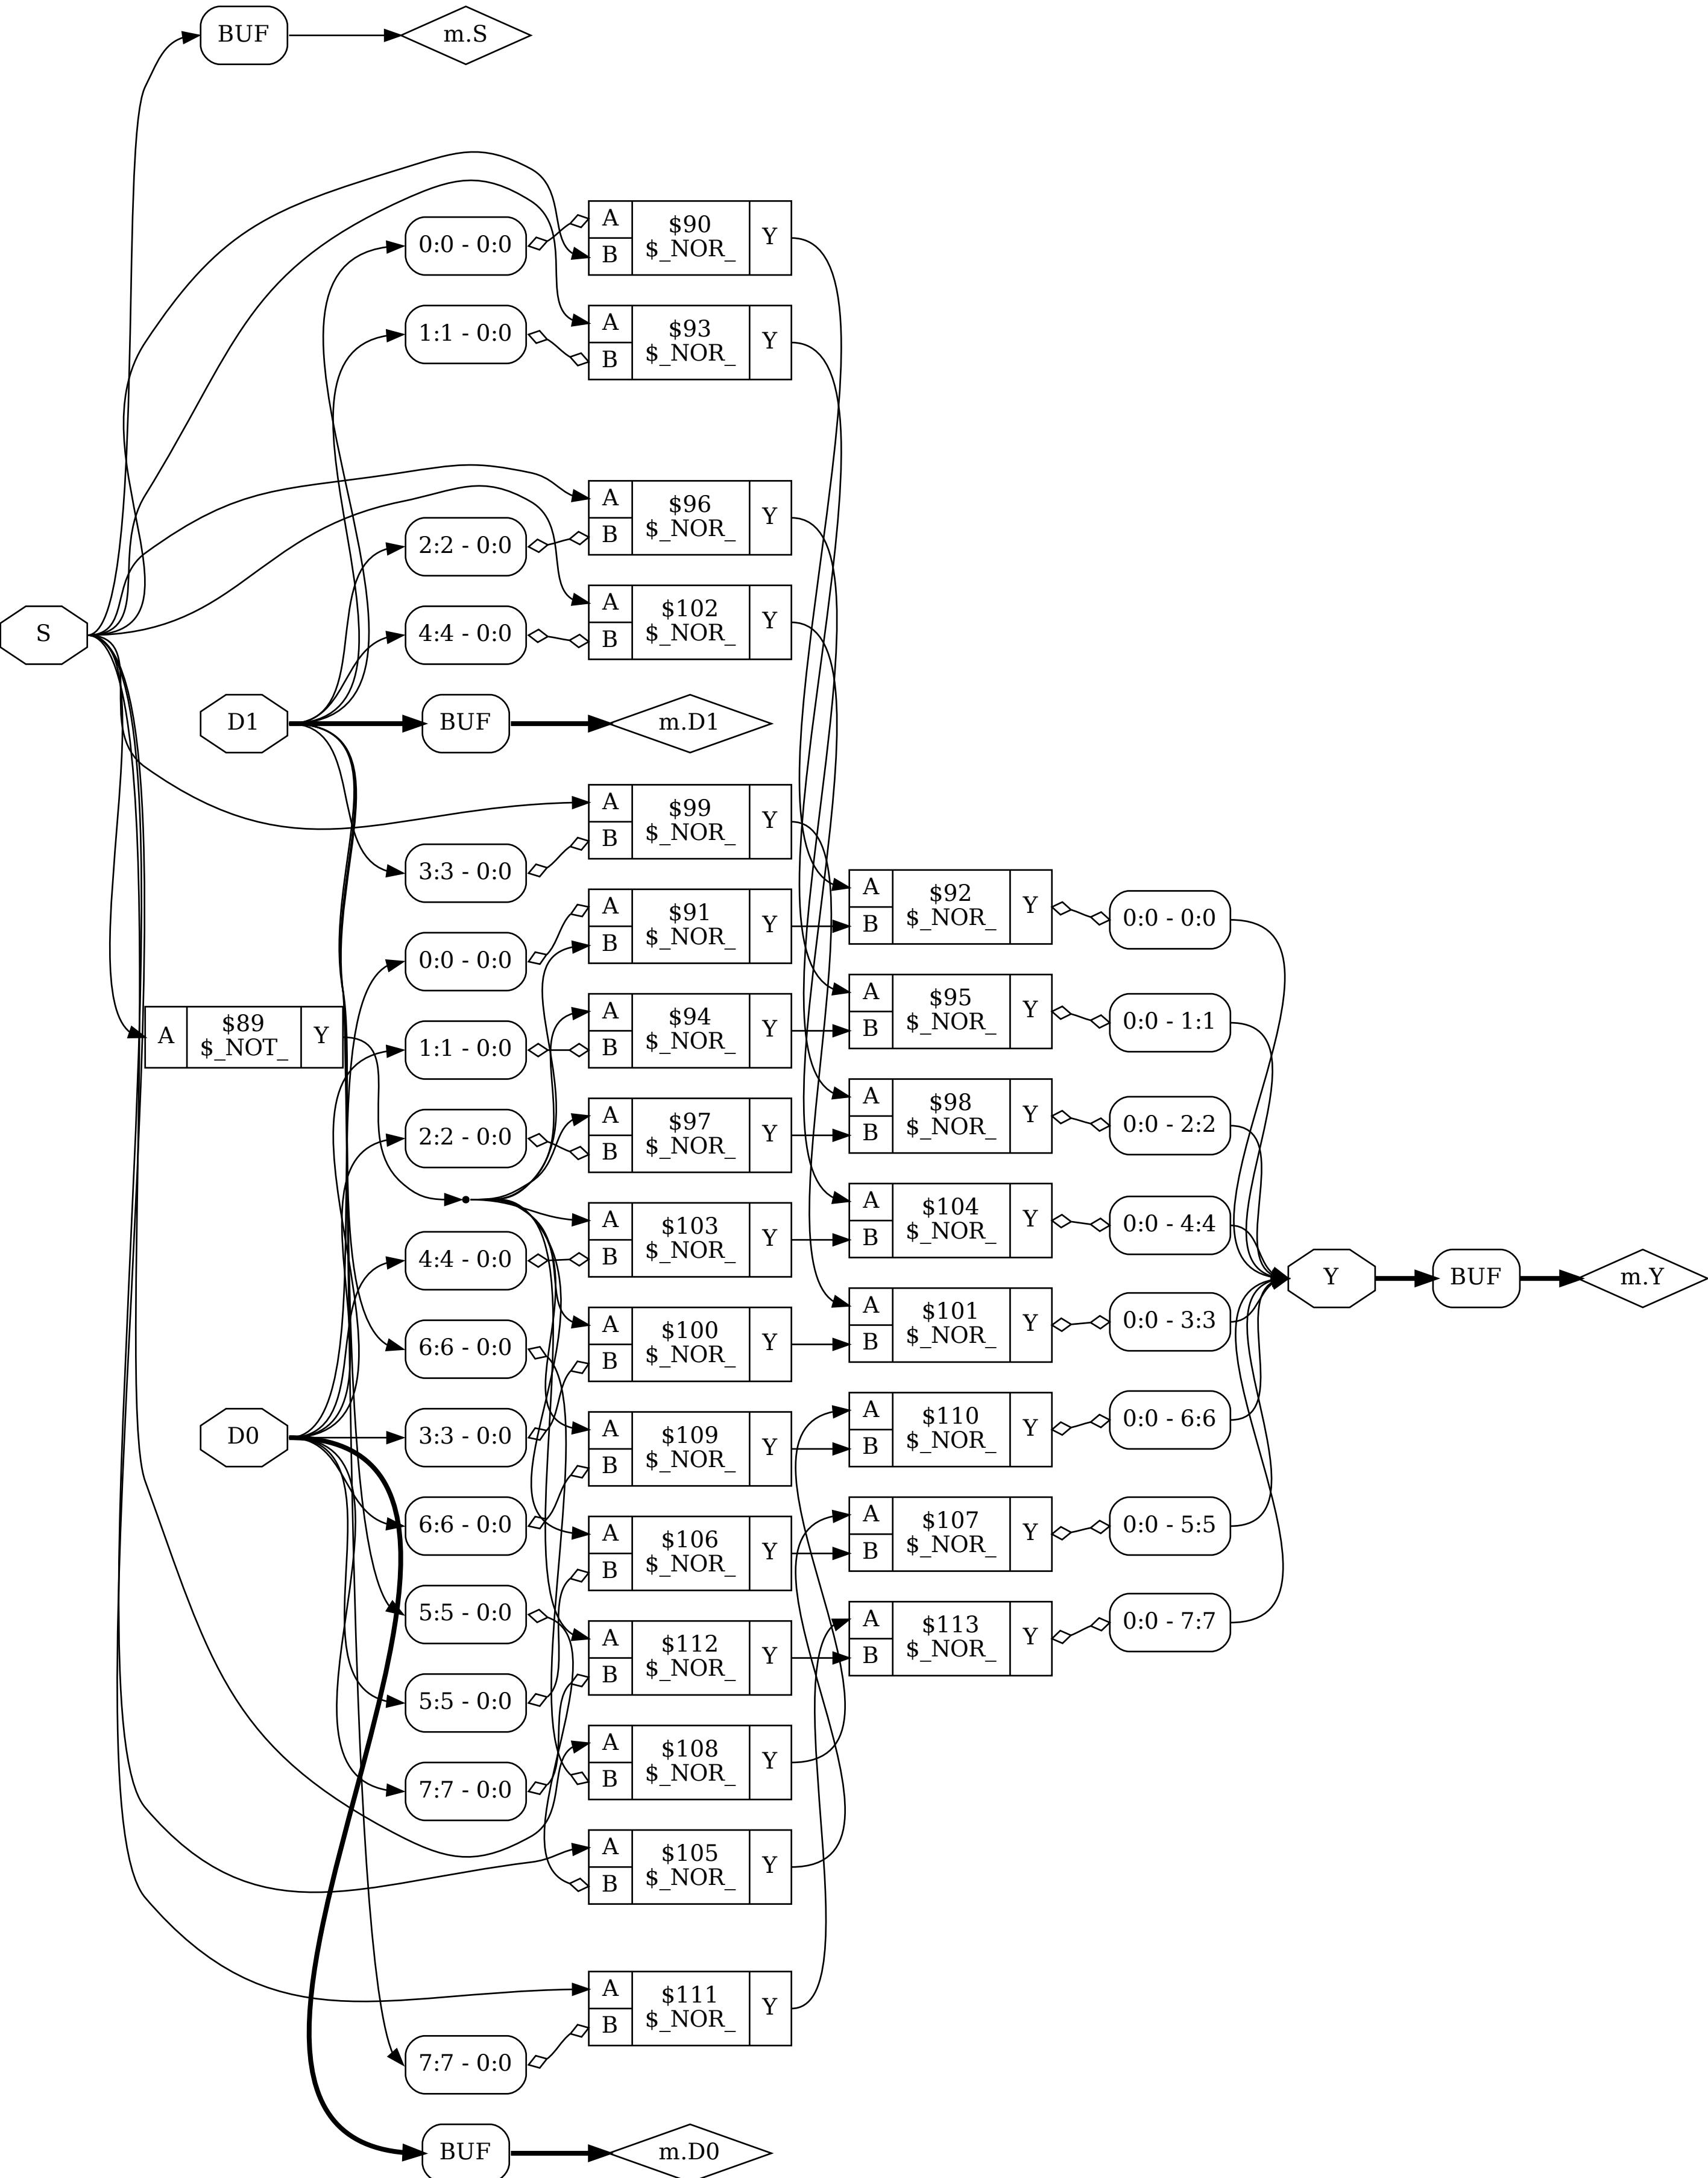 BUF
m.S
0:0 - 0:0
A
B
$90
$_NOR_
Y
1:1 - 0:0
A
B
$93
$_NOR_
Y
2:2 - 0:0
A
B
$96
$_NOR_
Y
S
4:4 - 0:0
A
B
$102
$_NOR_
Y
D1
BUF
m.D1
A
B
$99
$_NOR_
Y
3:3 - 0:0
0:0 - 0:0
A
B
$91
$_NOR_
Y
A
B
$92
$_NOR_
Y
0:0 - 0:0
A
$89
$_NOT_
Y
1:1 - 0:0
A
B
$94
$_NOR_
Y
A
B
$95
$_NOR_
Y
0:0 - 1:1
2:2 - 0:0
A
B
$97
$_NOR_
Y
A
B
$98
$_NOR_
Y
0:0 - 2:2
4:4 - 0:0
A
B
$103
$_NOR_
Y
A
B
$104
$_NOR_
Y
0:0 - 4:4
Y
BUF
m.Y
6:6 - 0:0
A
B
$100
$_NOR_
Y
A
B
$101
$_NOR_
Y
0:0 - 3:3
D0
3:3 - 0:0
A
B
$109
$_NOR_
Y
A
B
$110
$_NOR_
Y
0:0 - 6:6
6:6 - 0:0
A
B
$106
$_NOR_
Y
A
B
$107
$_NOR_
Y
0:0 - 5:5
5:5 - 0:0
A
B
$112
$_NOR_
Y
A
B
$113
$_NOR_
Y
0:0 - 7:7
5:5 - 0:0
7:7 - 0:0
A
B
$108
$_NOR_
Y
A
B
$105
$_NOR_
Y
A
B
$111
$_NOR_
Y
7:7 - 0:0
BUF
m.D0